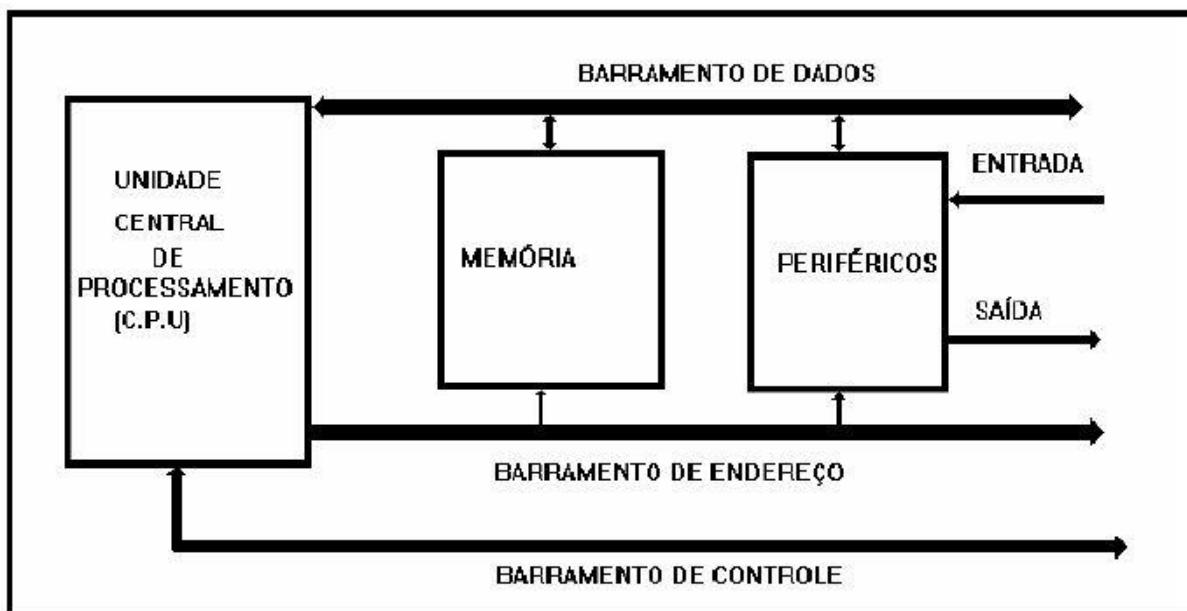 BARRAMENTO DE DADOS
UNIDADE
CENTRAL
DE
PROCESSAMENTO
(C.P.U)
MEMÓRIA
PERIFÉRICOS
ENTRADA
SAÍDA
BARRAMENTO DE ENDEREÇO
BARRAMENTO DE CONTROLE